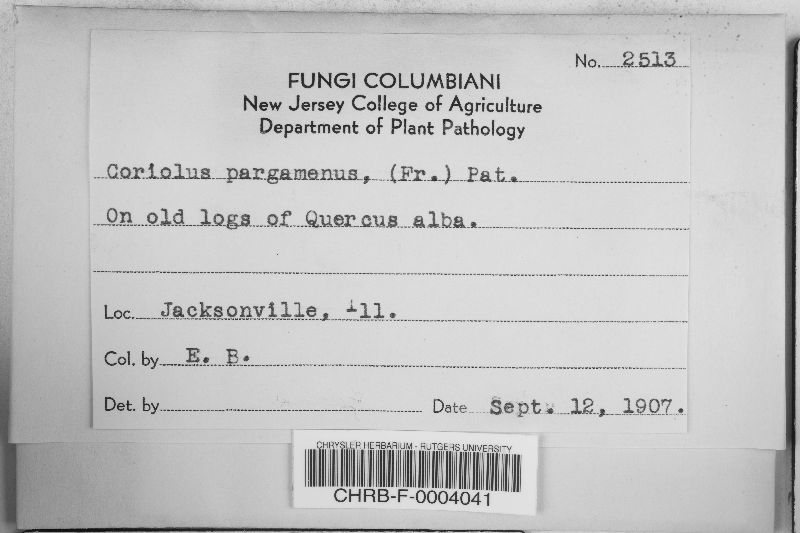 No. 2513
FUNGI COLUMBIANI
New Jersey College of Agriculture
Department of Plant Pathology
Coriolus pargamenus, (Fr.) Pat.
On old logs of Quercus alba.
Loc. Jacksonville, Ill.
Col. by E. B.
Det. by
Date Sept. 12, 1907.
CHRYSLER HERBARIUM - RUTGERS UNIVERSITY
CHRB-F-0004041